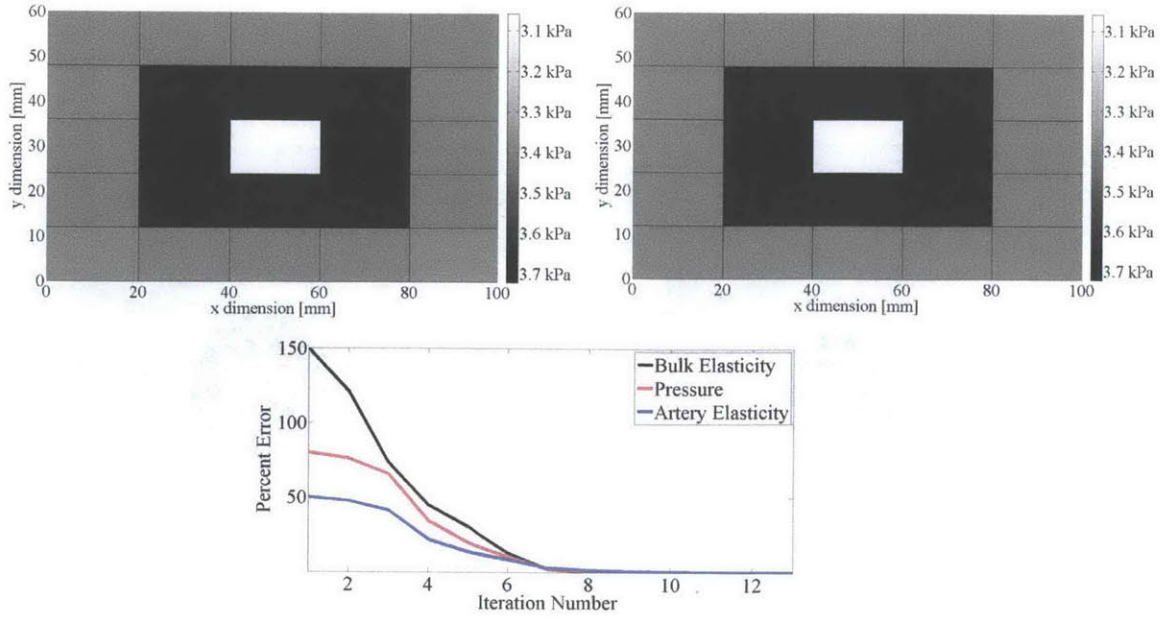 60
50
40
30
20
10
0
y dimension [mm]
0
20
40
60
80
100
x dimension [mm]
3.1 kPa
3.2 kPa
3.3 kPa
3.4 kPa
3.5 kPa
3.6 kPa
3.7 kPa
60
50
40
30
20
10
0
y dimension [mm]
0
20
40
60
80
100
x dimension [mm]
3.1 kPa
3.2 kPa
3.3 kPa
3.4 kPa
3.5 kPa
3.6 kPa
3.7 kPa
150
100
50
Percent Error
Bulk Elasticity
Pressure
Artery Elasticity
2
4
6
8
10
12
Iteration Number